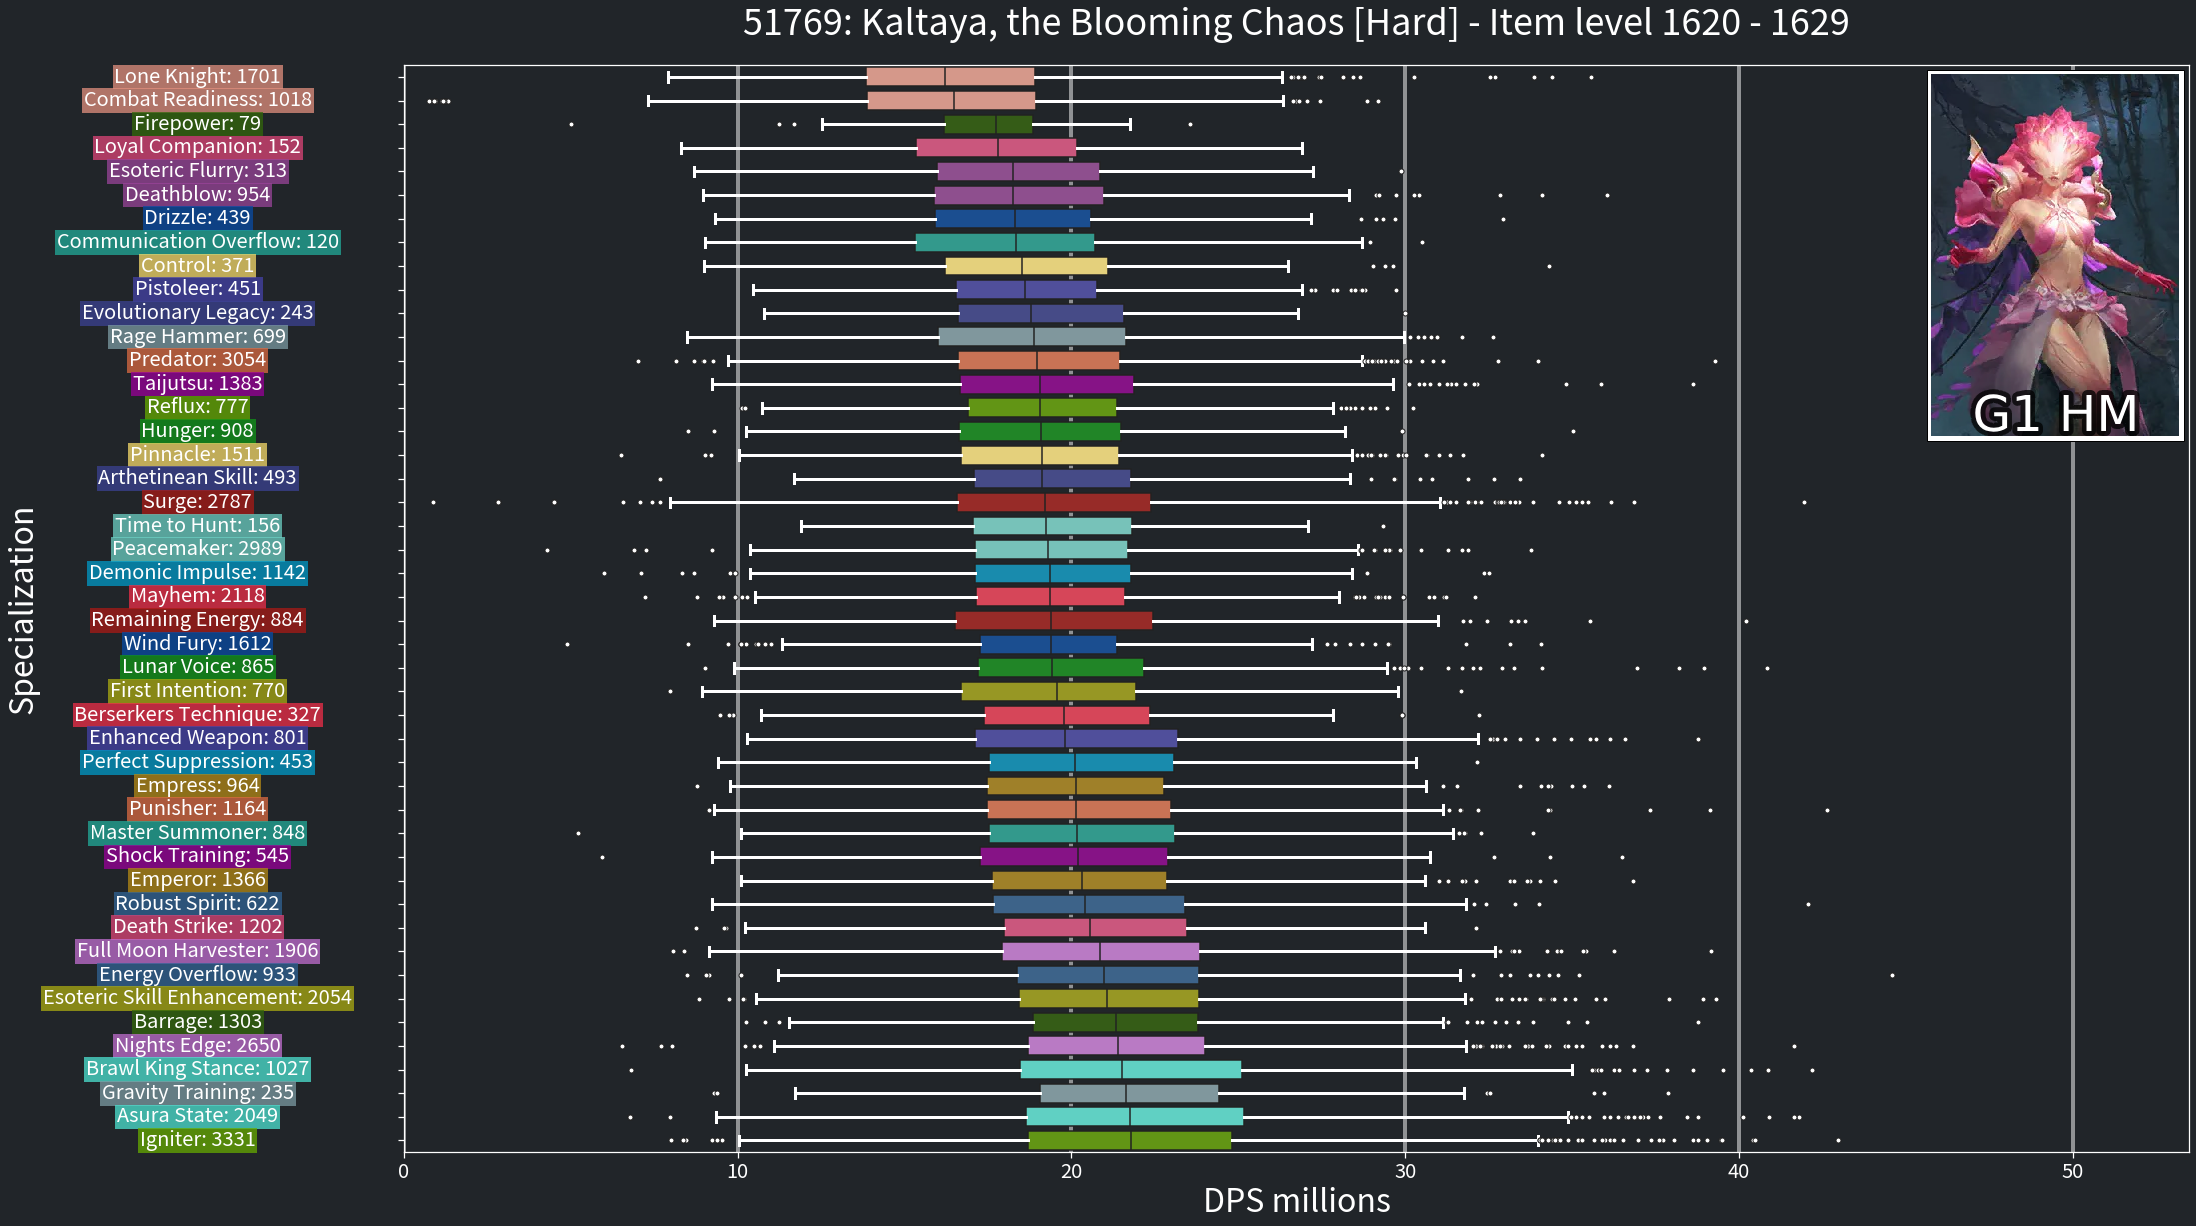 51769: Kaltaya, the Blooming Chaos [Hard] - Item level 1620 - 1629
Lone Knight: 1701
Combat Readiness: 1018
Firepower: 79
Loyal Companion: 152
Esoteric Flurry: 313
Deathblow: 954
Drizzle: 439
Communication Overflow: 120
Control: 371
Pistoleer: 451
Evolutionary Legacy: 243
Rage Hammer: 699
Predator: 3054
Taijutsu: 1383
Reflux: 777
Hunger: 908
Pinnacle: 1511
Arthetinean Skill: 493
Surge: 2787
Time to Hunt: 156
Peacemaker: 2989
Demonic Impulse: 1142
Mayhem: 2118
Remaining Energy: 884
Wind Fury: 1612
Lunar Voice: 865
First Intention: 770
Berserkers Technique: 327
Enhanced Weapon: 801
Perfect Suppression: 453
Empress: 964
Punisher: 1164
Master Summoner: 848
Shock Training: 545
Emperor: 1366
Robust Spirit: 622
Death Strike: 1202
Full Moon Harvester: 1906
Energy Overflow: 933
Esoteric Skill Enhancement: 2054
Barrage: 1303
Nights Edge: 2650
Brawl King Stance: 1027
Gravity Training: 235
Asura State: 2049
Igniter: 3331
Specialization
G1 HM
0 10 20 30 40 50
DPS millions